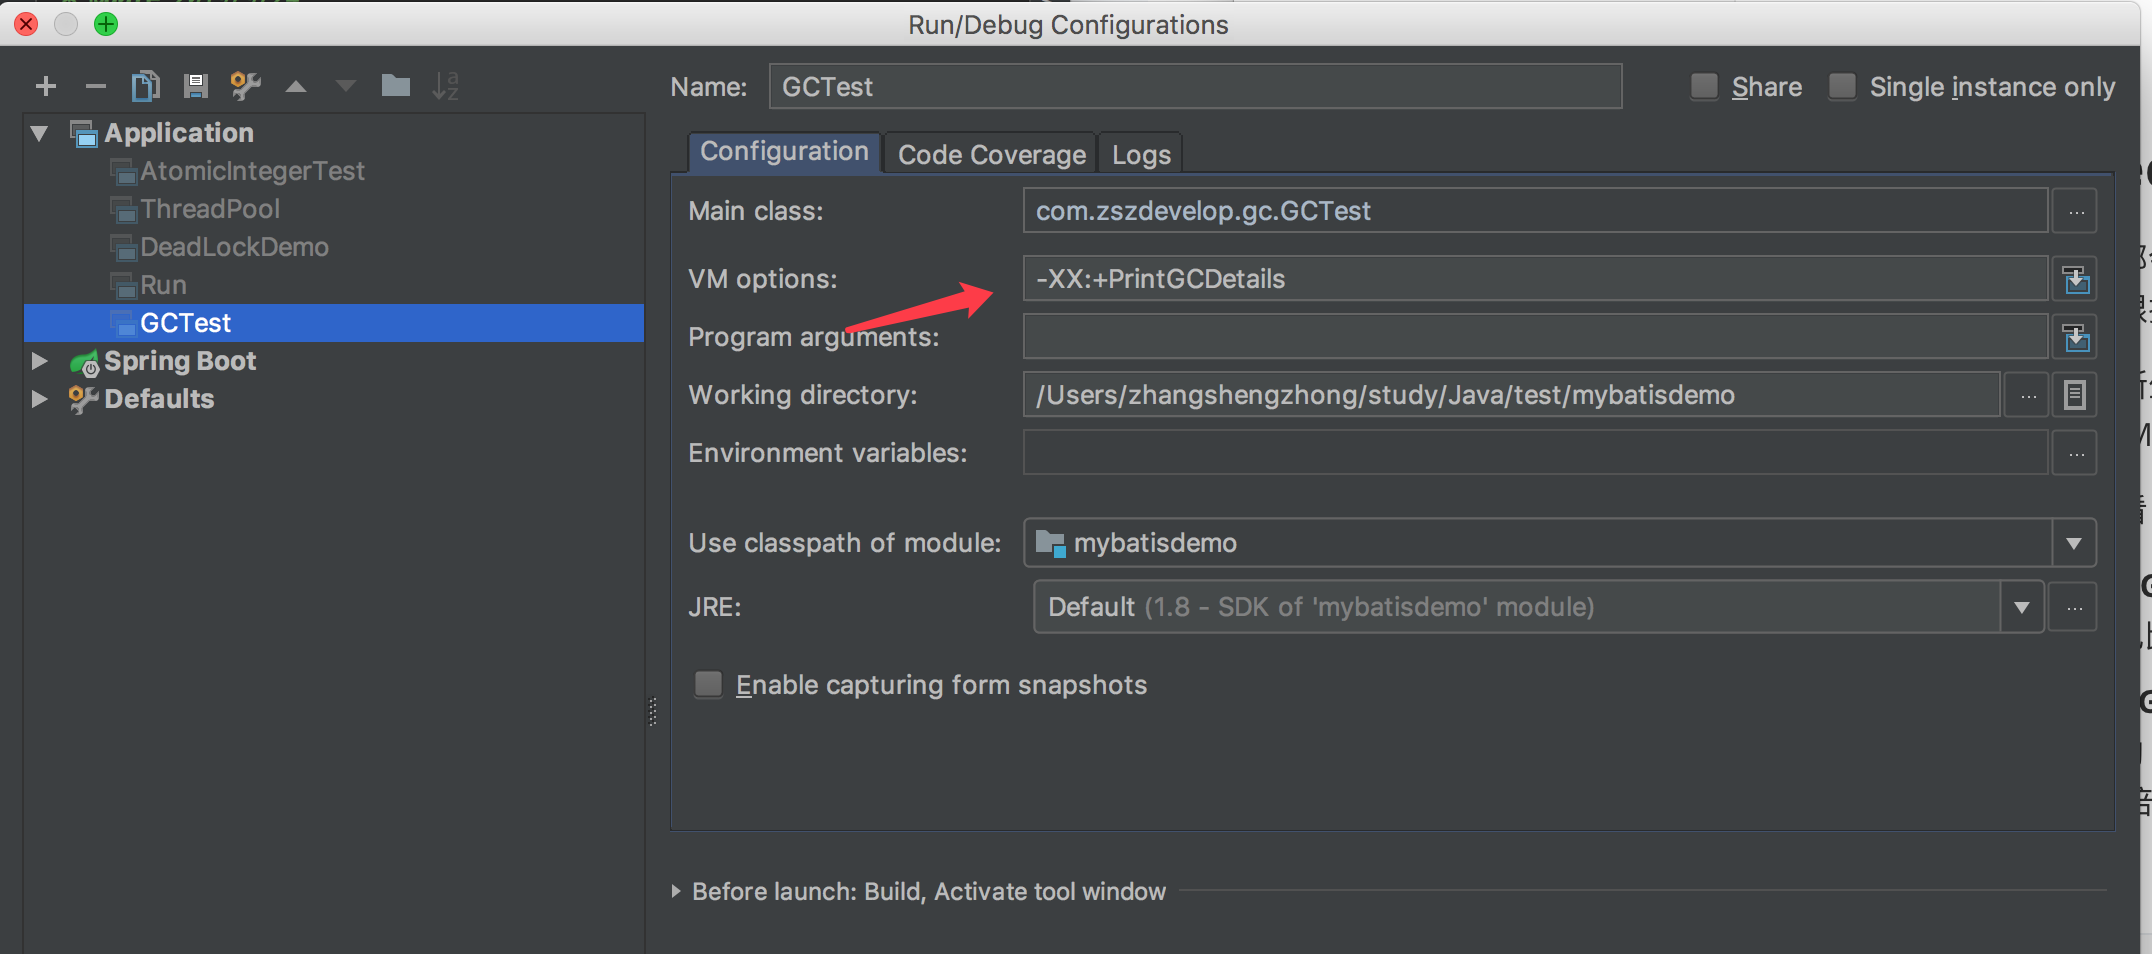 Run/Debug Configurations
Name: GCTest
Share
Single instance only
Application
AtomicIntegerTest
ThreadPool
DeadLockDemo
Run
GCTest
Spring Boot
Defaults
Configuration
Code Coverage
Logs
Main class: com.zszdevelop.gc.GCTest ...
VM options: -XX:+PrintGCDetails
Program arguments:
Working directory: /Users/zhangshengzhong/study/Java/test/mybatisdemo ...
Environment variables: ...
Use classpath of module: mybatisdemo
JRE: Default (1.8 - SDK of 'mybatisdemo' module) ...
Enable capturing form snapshots
Before launch: Build, Activate tool window